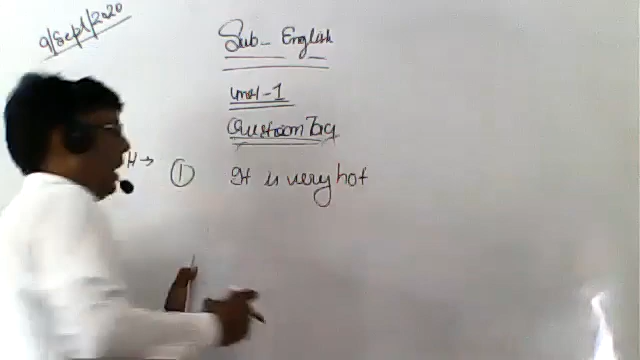 9/Sept/2020
Sub- English
Unit-1
Question Tag
H→ ① It is very hot